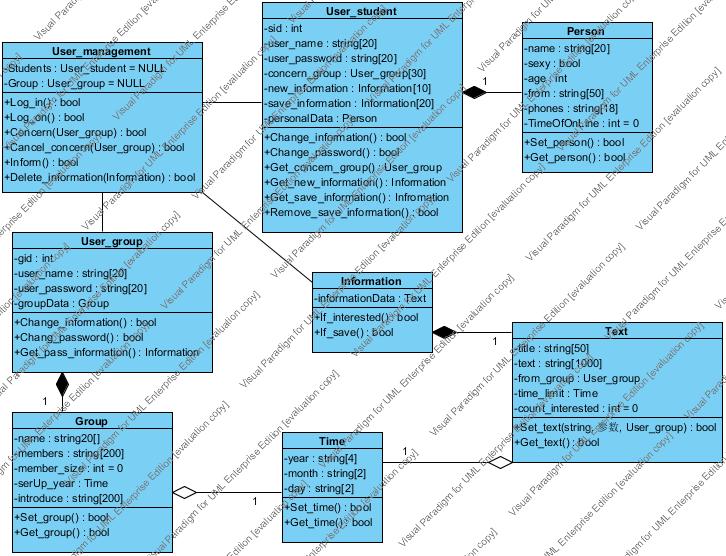 User_management
-Students : User_student = NULL
-Group : User_group = NULL
+Log_in() : bool
+Log_on() : bool
+Concern(User_group) : bool
+Cancel_concern(User_group) : bool
+Inform() : bool
+Delete_information(Information) : bool
User_student
-sid : int
-user_name : string[20]
-user_password : string[20]
-concern_group : User_group[30]
-new_information : Information[10]
-save_information : Information[20]
-personalData : Person
+Change_information() : bool
+Change_password() : bool
+Get_concern_group() : User_group
+Get_new_information() : Information
+Get_save_information() : Information
+Remove_save_information() : bool
1
Person
-name : string[20]
-sexy : bool
-age : int
-from : string[50]
-phones : string[18]
-TimeOfOnLine : int = 0
+Set_person() : bool
+Get_person() : bool
User_group
-gid : int
-user_name : string[20]
-user_password : string[20]
-groupData : Group
+Change_information() : bool
+Chang_password() : bool
+Get_pass_information() : Information
Information
-informationData : Text
+If_interested() : bool
+If_save() : bool
1
Text
-title : string[50]
-text : string[1000]
-from_group : User_group
-time_limit : Time
-count_interested : int = 0
+Set_text(string, 参数, User_group) : bool
+Get_text() : bool
1
Group
-name : string20[]
-members : string[200]
-member_size : int = 0
-serUp_year : Time
-introduce : string[200]
+Set_group() : bool
+Get_group() : bool
1
Time
-year : string[4]
-month : string[2]
-day : string[2]
+Set_time() : bool
+Get_time() : bool
1
Visual Paradigm for UML Enterprise Edition [evaluation copy]